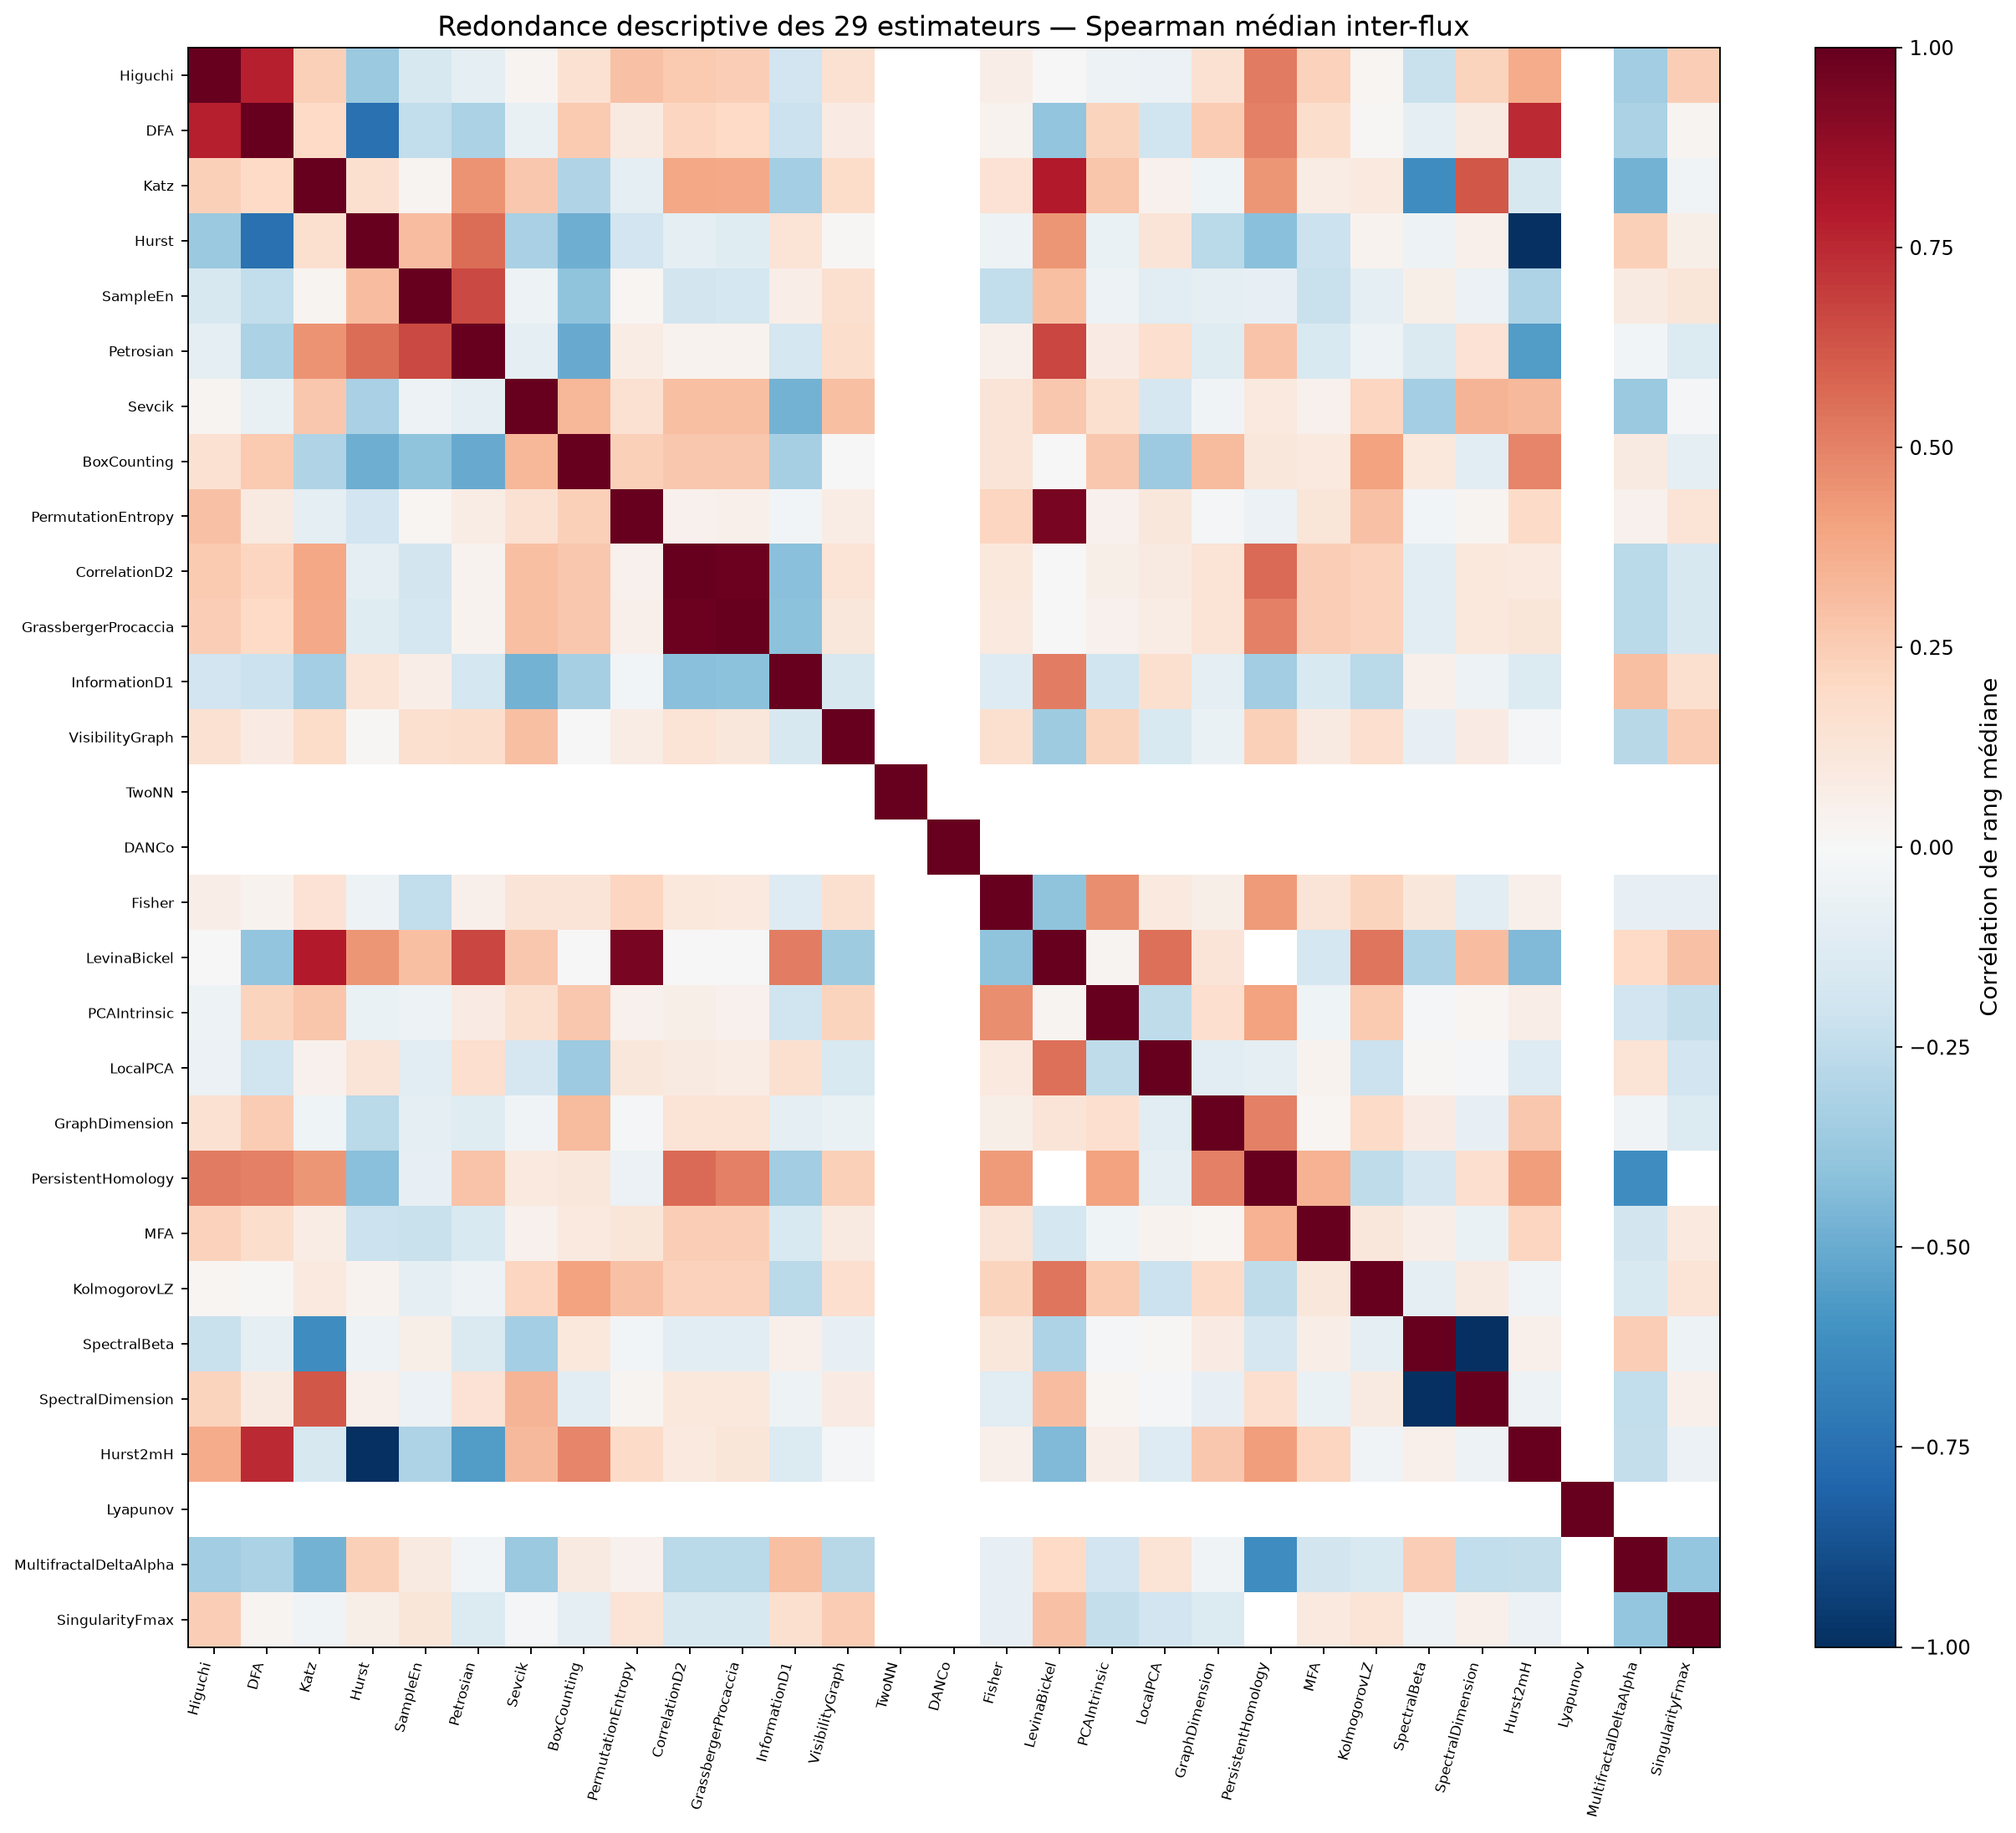 Redondance descriptive des 29 estimateurs — Spearman médian inter-flux
Higuchi
DFA
Katz
Hurst
SampleEn
Petrosian
Sevcik
BoxCounting
PermutationEntropy
CorrelationD2
GrassbergerProcaccia
InformationD1
VisibilityGraph
TwoNN
DANCo
Fisher
LevinaBickel
PCAIntrinsic
LocalPCA
GraphDimension
PersistentHomology
MFA
KolmogorovLZ
SpectralBeta
SpectralDimension
Hurst2mH
Lyapunov
MultifractalDeltaAlpha
SingularityFmax
Higuchi
DFA
Katz
Hurst
SampleEn
Petrosian
Sevcik
BoxCounting
PermutationEntropy
CorrelationD2
GrassbergerProcaccia
InformationD1
VisibilityGraph
TwoNN
DANCo
Fisher
LevinaBickel
PCAIntrinsic
LocalPCA
GraphDimension
PersistentHomology
MFA
KolmogorovLZ
SpectralBeta
SpectralDimension
Hurst2mH
Lyapunov
MultifractalDeltaAlpha
SingularityFmax
1.00
0.75
0.50
0.25
0.00
−0.25
−0.50
−0.75
−1.00
Corrélation de rang médiane